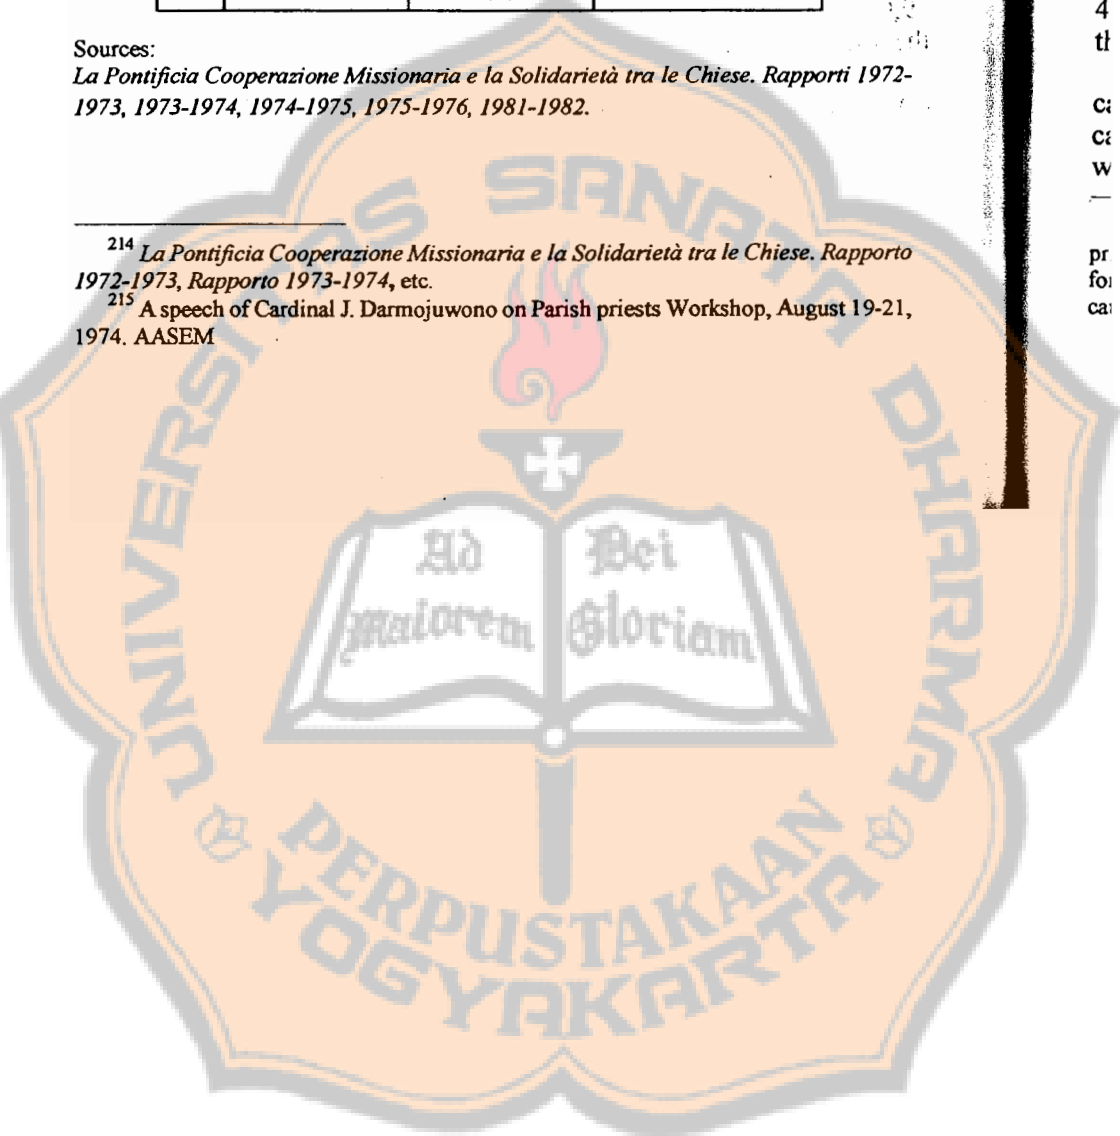 Sources:
La Pontificia Cooperazione Missionaria e la Solidarietà tra le Chiese. Rapporti 1972-
1973, 1973-1974, 1974-1975, 1975-1976, 1981-1982.
214 La Pontificia Cooperazione Missionaria e la Solidarietà tra le Chiese. Rapporto
1972-1973, Rapporto 1973-1974, etc.
215 A speech of Cardinal J. Darmojuwono on Parish priests Workshop, August 19-21,
1974. AASEM
UNIVERSITAS SANATA DHARMA
Ad Dei
maiorem Gloriam
PERPUSTAKAAN
YOGYAKARTA